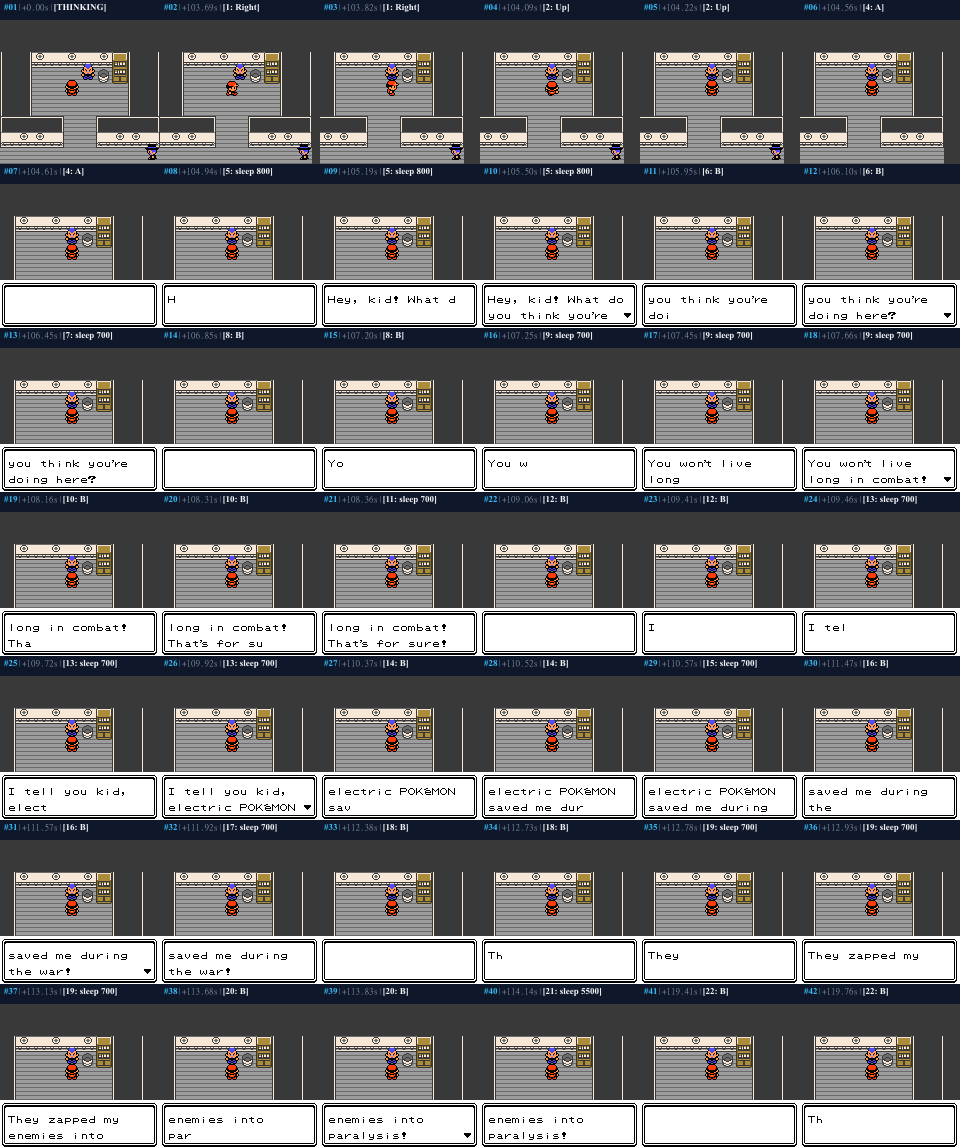 #01 | +0.00s | [THINKING]
#02 | +103.69s | [1: Right]
#03 | +103.82s | [1: Right]
#04 | +104.09s | [2: Up]
#05 | +104.22s | [2: Up]
#06 | +104.56s | [4: A]
#07 | +104.61s | [4: A]
#08 | +104.94s | [5: sleep 800]
H
#09 | +105.19s | [5: sleep 800]
Hey, kid! What d
#10 | +105.50s | [5: sleep 800]
Hey, kid! What do
you think you're
#11 | +105.95s | [6: B]
you think you're
doi
#12 | +106.10s | [6: B]
you think you're
doing here?
#13 | +106.45s | [7: sleep 700]
you think you're
doing here?
#14 | +106.85s | [8: B]
#15 | +107.20s | [8: B]
Yo
#16 | +107.25s | [9: sleep 700]
You w
#17 | +107.45s | [9: sleep 700]
You won't live
long
#18 | +107.66s | [9: sleep 700]
You won't live
long in combat!
#19 | +108.16s | [10: B]
long in combat!
Tha
#20 | +108.31s | [10: B]
long in combat!
That's for su
#21 | +108.36s | [11: sleep 700]
long in combat!
That's for sure!
#22 | +109.06s | [12: B]
#23 | +109.41s | [12: B]
I
#24 | +109.46s | [13: sleep 700]
I tel
#25 | +109.72s | [13: sleep 700]
I tell you kid,
elect
#26 | +109.92s | [13: sleep 700]
I tell you kid,
electric POKéMON
#27 | +110.37s | [14: B]
electric POKéMON
sav
#28 | +110.52s | [14: B]
electric POKéMON
saved me dur
#29 | +110.57s | [15: sleep 700]
electric POKéMON
saved me during
#30 | +111.47s | [16: B]
saved me during
the
#31 | +111.57s | [16: B]
saved me during
the war!
#32 | +111.92s | [17: sleep 700]
saved me during
the war!
#33 | +112.38s | [18: B]
#34 | +112.73s | [18: B]
Th
#35 | +112.78s | [19: sleep 700]
They
#36 | +112.93s | [19: sleep 700]
They zapped my
#37 | +113.13s | [19: sleep 700]
They zapped my
enemies into
#38 | +113.68s | [20: B]
enemies into
par
#39 | +113.83s | [20: B]
enemies into
paralysis!
#40 | +114.14s | [21: sleep 5500]
enemies into
paralysis!
#41 | +119.41s | [22: B]
#42 | +119.76s | [22: B]
Th